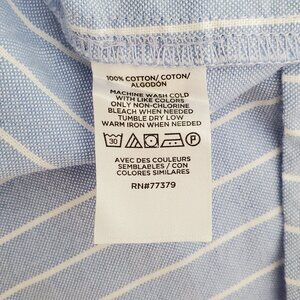 100% COTTON/ COTON/
ALGODÓN
MACHINE WASH COLD
WITH LIKE COLORS
ONLY NON-CHLORINE
BLEACH WHEN NEEDED
TUMBLE DRY LOW
WARM IRON WHEN NEEDED
30 P
AVEC DES COULEURS
SEMBLABLES / CON
COLORES SIMILARES
RN#77379